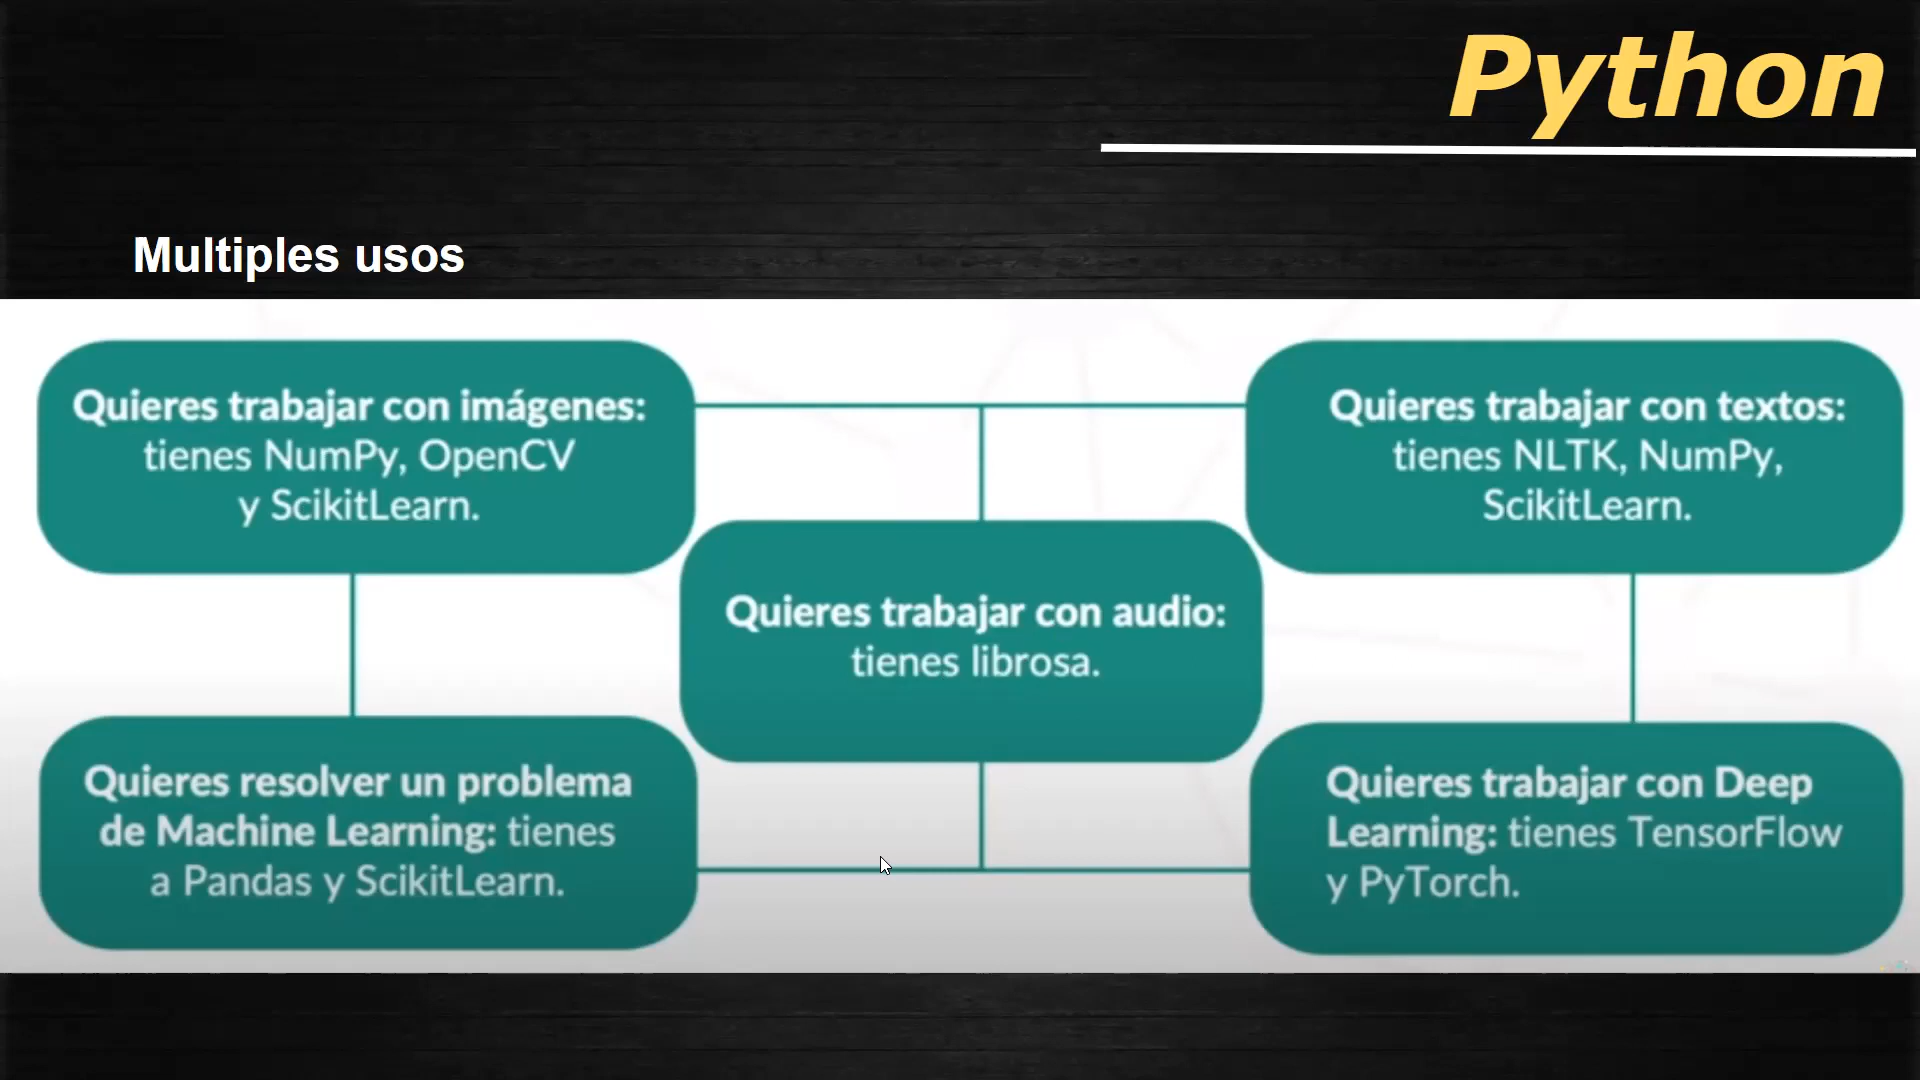 Python
Multiples usos
Quieres trabajar con imágenes:
tienes NumPy, OpenCV
y ScikitLearn.
Quieres trabajar con textos:
tienes NLTK, NumPy,
ScikitLearn.
Quieres trabajar con audio:
tienes librosa.
Quieres resolver un problema
de Machine Learning: tienes
a Pandas y ScikitLearn.
Quieres trabajar con Deep
Learning: tienes TensorFlow
y PyTorch.